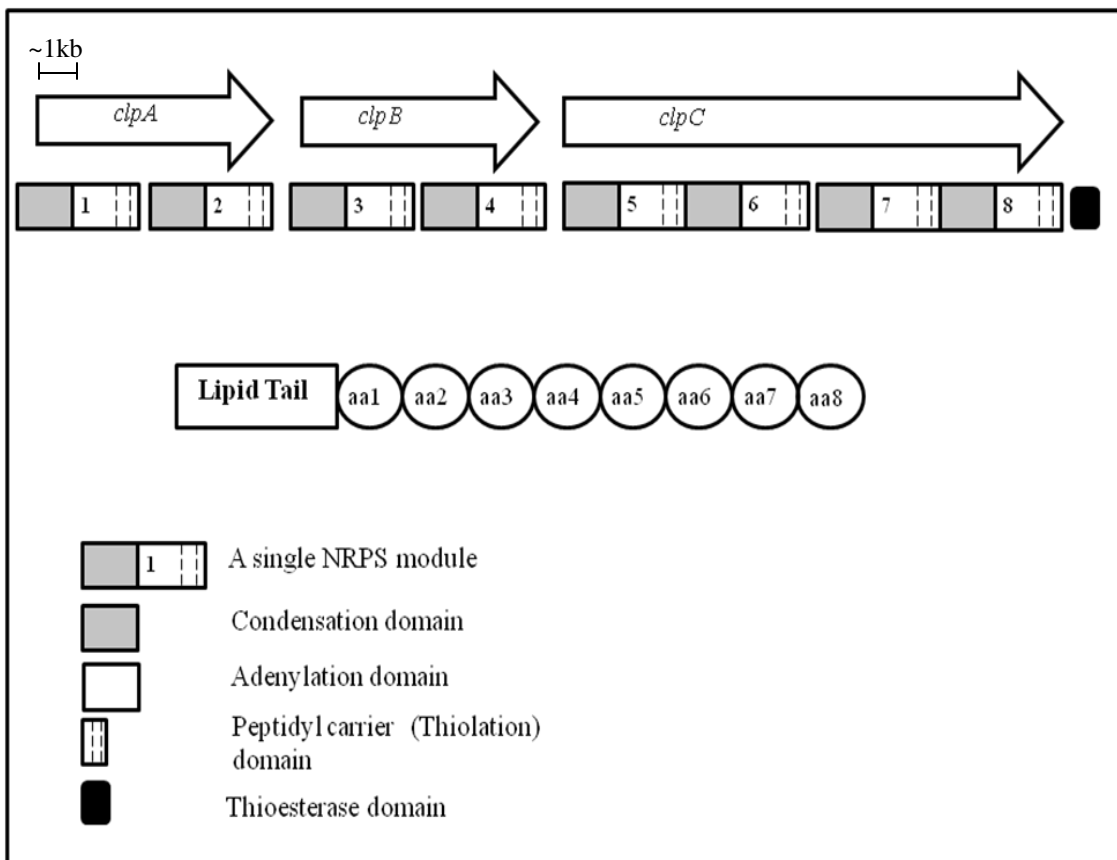 ~1kb
clpA clpB clpC
1 2 3 4 5 6 7 8
Lipid Tail aa1 aa2 aa3 aa4 aa5 aa6 aa7 aa8
1 A single NRPS module
Condensation domain
Adenylation domain
Peptidyl carrier (Thiolation)
domain
Thioesterase domain